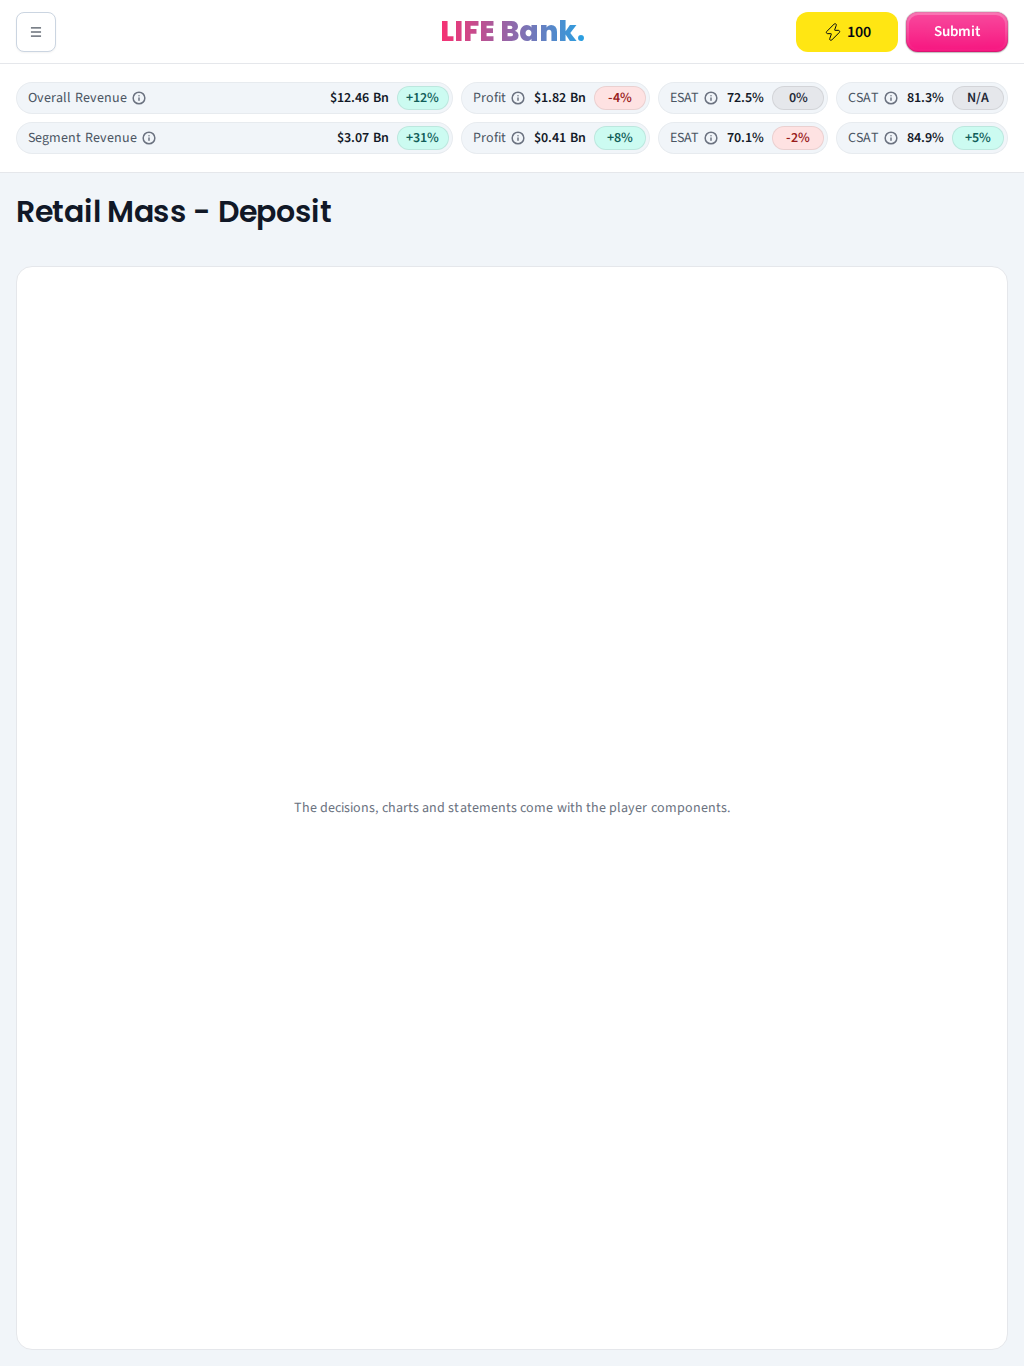 LIFE Bank.
100
Submit
Overall Revenue $12.46 Bn +12% Profit $1.82 Bn -4% ESAT 72.5% 0% CSAT 81.3% N/A
Segment Revenue $3.07 Bn +31% Profit $0.41 Bn +8% ESAT 70.1% -2% CSAT 84.9% +5%
Retail Mass - Deposit
The decisions, charts and statements come with the player components.